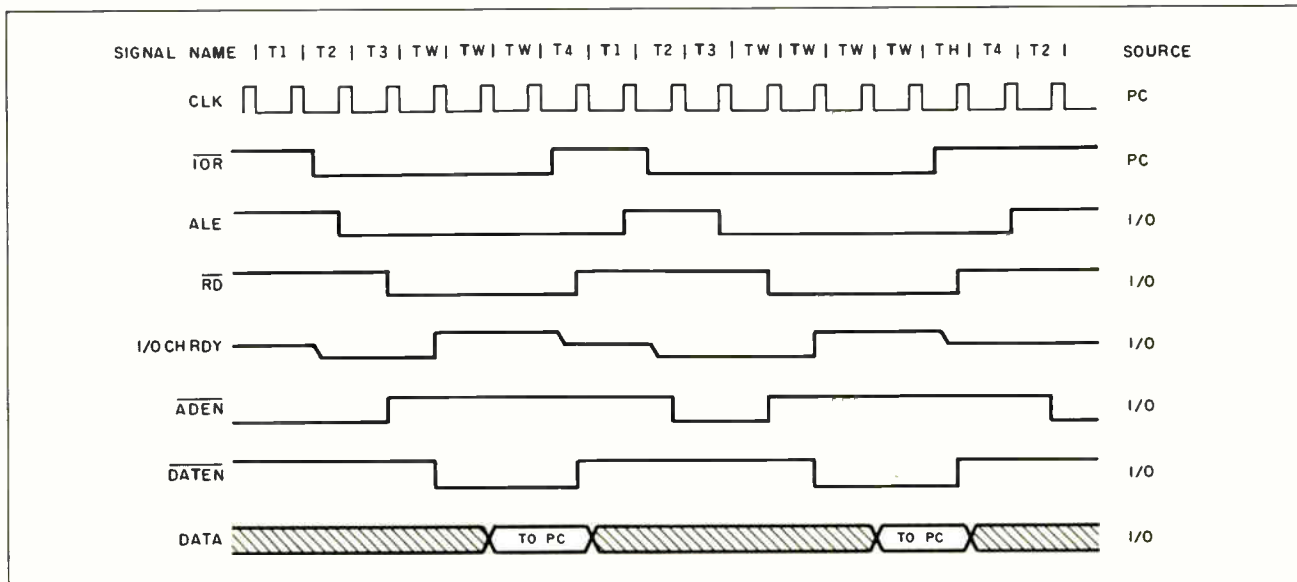 SIGNAL NAME | T1 | T2 | T3 | TW | TW | TW | T4 | T1 | T2 | T3 | TW | TW | TW | TW | TH | T4 | T2 | SOURCE
CLK PC
IOR PC
ALE I/O
RD I/O
I/O CH RDY I/O
ADEN I/O
DATEN I/O
DATA TO PC TO PC I/O